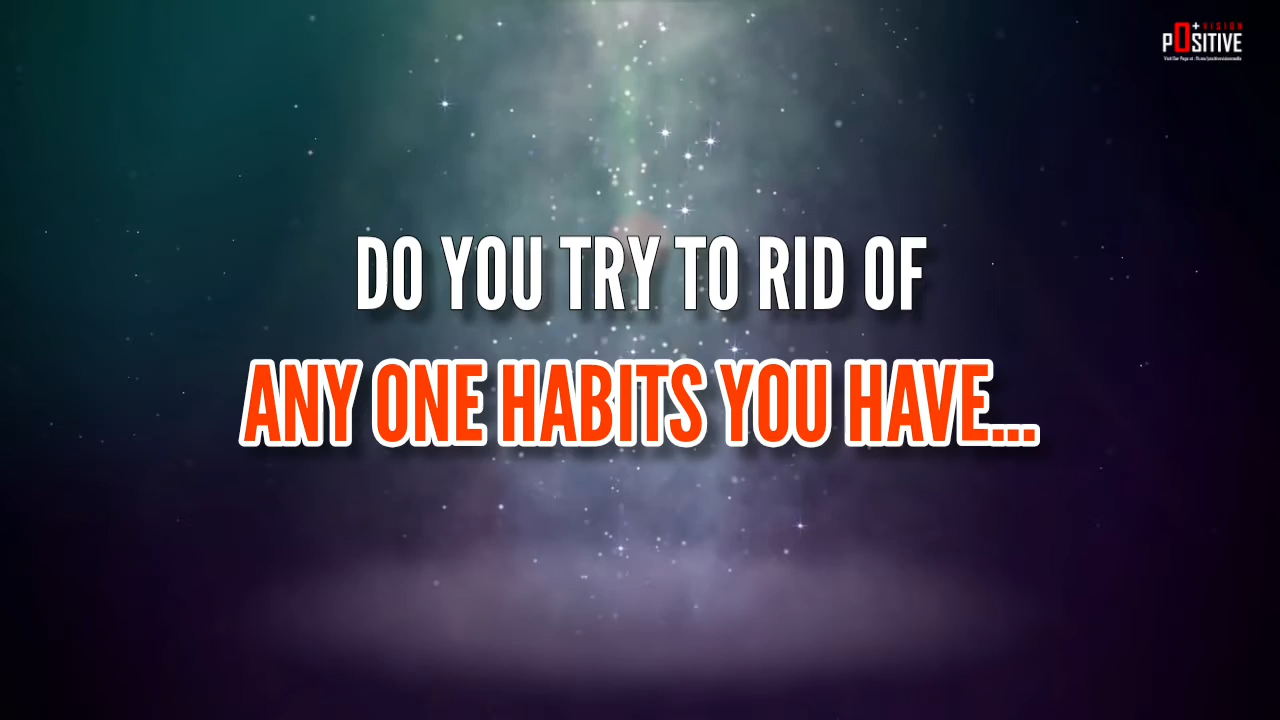 + VISION
POSITIVE
DO YOU TRY TO RID OF
ANY ONE HABITS YOU HAVE...